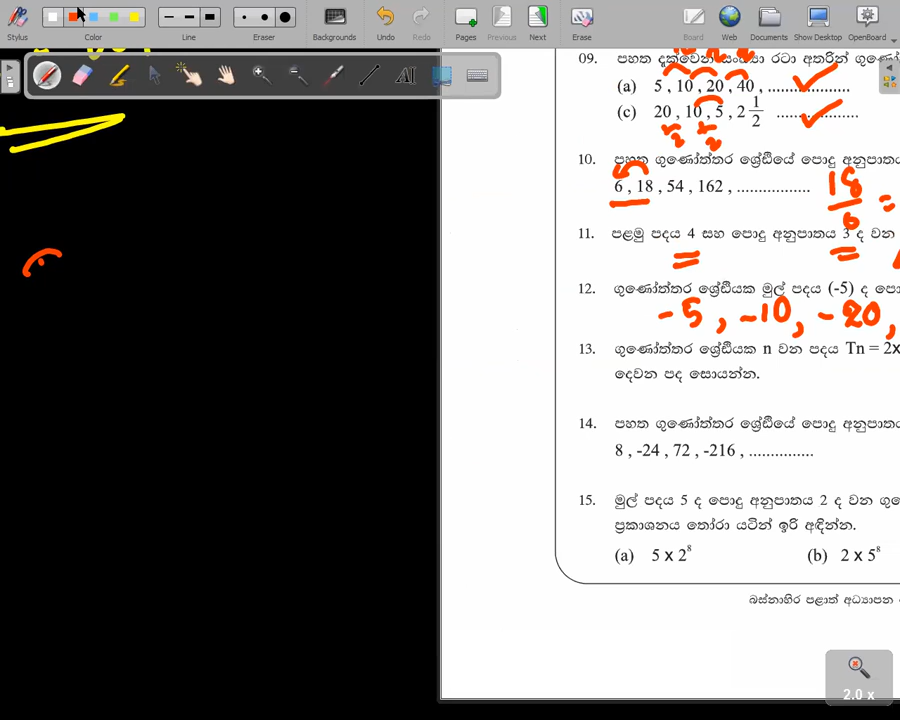 Stylus
Color
Line
Eraser
Backgrounds
Undo
Redo
Pages
Previous
Next
Erase
Board
Web
Documents
Show Desktop
OpenBoard
09. පහත දැක්වෙන සංඛ්‍යා රටා අතරින්
(a) 5 , 10 , 20 , 40 , ....................
(c) 20 , 10 , 5 , 2 1/2 ....................
10. පහත ගුණෝත්තර ශ්‍රේඪියේ පොදු අනුපාත
6 , 18 , 54 , 162 , ..................
18/6 =
11. පළමු පදය 4 සහ පොදු අනුපාතය 3 ද වන
12. ගුණෝත්තර ශ්‍රේඪියක මුල් පදය (-5) ද පො
-5 , -10 , -20 ,
13. ගුණෝත්තර ශ්‍රේඪියක n වන පදය Tn = 2x
දෙවන පද සොයන්න.
14. පහත ගුණෝත්තර ශ්‍රේඪියේ පොදු අනුපාත
8 , -24 , 72 , -216 , ................
15. මුල් පදය 5 ද පොදු අනුපාතය 2 ද වන
ප්‍රකාශනය තෝරා යටින් ඉරි අඳින්න.
(a) 5 x 2⁸ (b) 2 x 5⁸
බස්නාහිර පළාත් අධ්‍යාපන
2.0 x